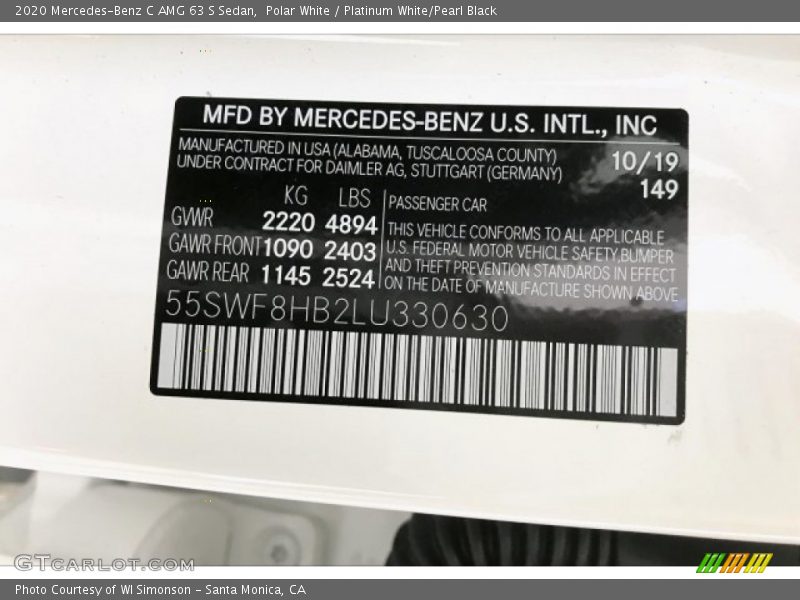 2020 Mercedes-Benz C AMG 63 S Sedan,  Polar White / Platinum White/Pearl Black
MFD BY MERCEDES-BENZ U.S. INTL., INC
MANUFACTURED IN USA (ALABAMA, TUSCALOOSA COUNTY)
UNDER CONTRACT FOR DAIMLER AG, STUTTGART (GERMANY)
10/19
149
KG LBS
GVWR 2220 4894
GAWR FRONT 1090 2403
GAWR REAR 1145 2524
PASSENGER CAR
THIS VEHICLE CONFORMS TO ALL APPLICABLE
U.S. FEDERAL MOTOR VEHICLE SAFETY,BUMPER
AND THEFT PREVENTION STANDARDS IN EFFECT
ON THE DATE OF MANUFACTURE SHOWN ABOVE
55SWF8HB2LU330630
GTCARLOT.COM
Photo Courtesy of WI Simonson - Santa Monica, CA